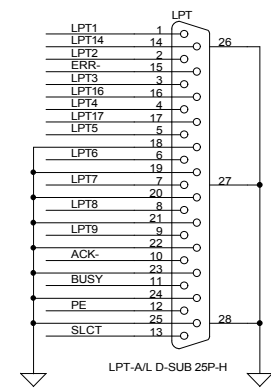 LPT
LPT1 1
LPT14 14 26
LPT2 2
ERR- 15
LPT3 3
LPT16 16
LPT4 4
LPT17 17
LPT5 5
18
LPT6 6
19
LPT7 7 27
20
LPT8 8
21
LPT9 9
22
ACK- 10
23
BUSY 11
24
PE 12
25 28
SLCT 13
LPT-A/L D-SUB 25P-H